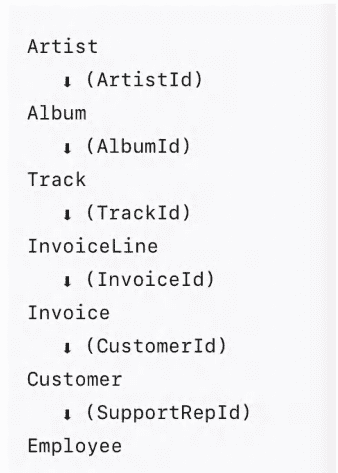 Artist
⬇ (ArtistId)
Album
⬇ (AlbumId)
Track
⬇ (TrackId)
InvoiceLine
⬇ (InvoiceId)
Invoice
⬇ (CustomerId)
Customer
⬇ (SupportRepId)
Employee